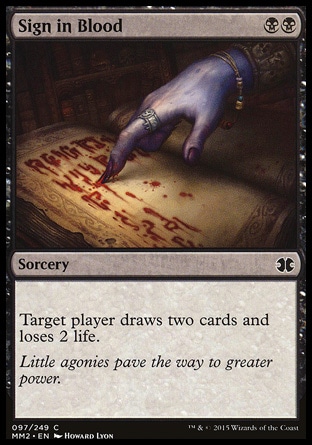 Sign in Blood
Sorcery
Target player draws two cards and
loses 2 life.
Little agonies pave the way to greater
power.
097/249 C
MM2 • EN Howard Lyon
™ & © 2015 Wizards of the Coast